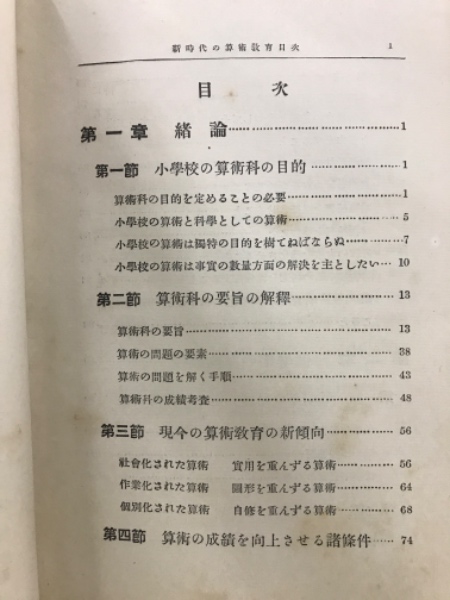 新時代の算術敎育目次 1
目次
第一章 緖論……………………………………1
第一節 小學校の算術科の目的……………………1
算術科の目的を定めることの必要……………………1
小學校の算術と科學としての算術……………………5
小學校の算術は獨特の目的を樹てねばならぬ…………7
小學校の算術は事實の數量方面の解決を主としたい…10
第二節 算術科の要旨の解釋……………………13
算術科の要旨……………………………………13
算術の問題の要素………………………………38
算術の問題を解く手順……………………………43
算術科の成績考査………………………………48
第三節 現今の算術敎育の新傾向…………………56
社會化された算術 實用を重んずる算術……………56
作業化された算術 圖形を重んずる算術……………64
個別化された算術 自修を重んずる算術……………68
第四節 算術の成績を向上させる諸條件……74